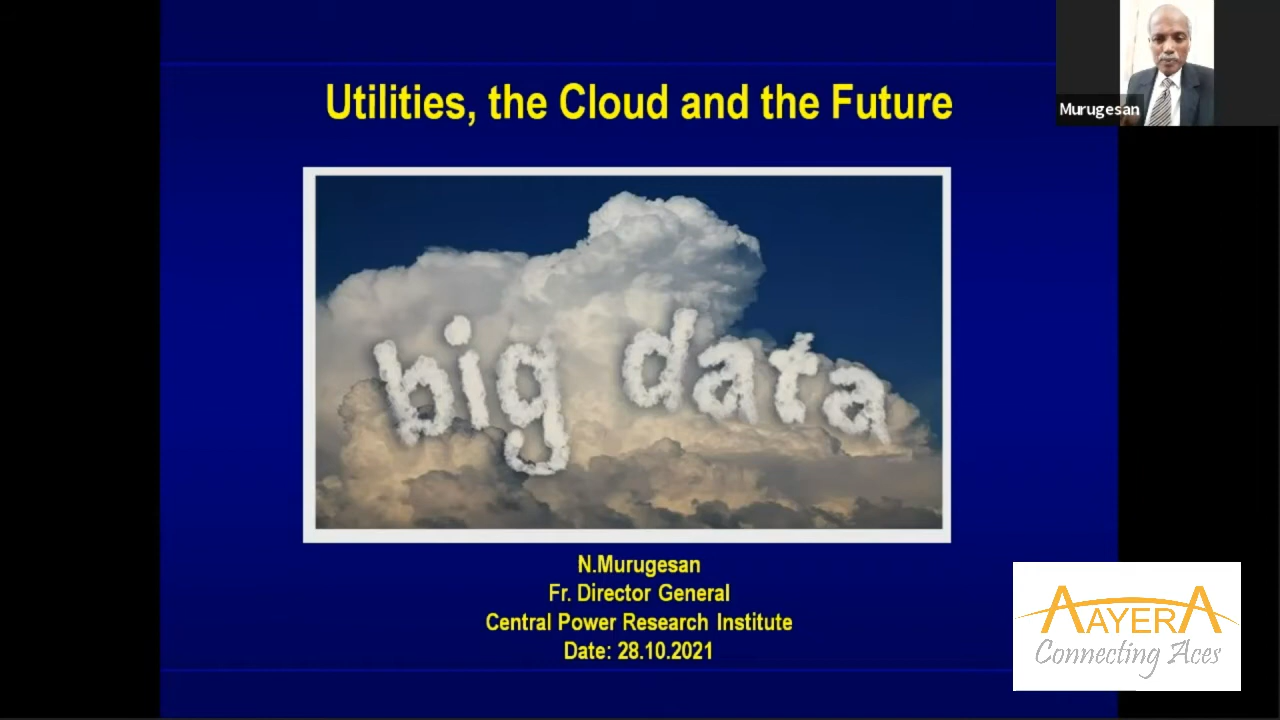 Utilities, the Cloud and the Future
Murugesan
big data
N.Murugesan
Fr. Director General
Central Power Research Institute
Date: 28.10.2021
AAYERA
Connecting Aces